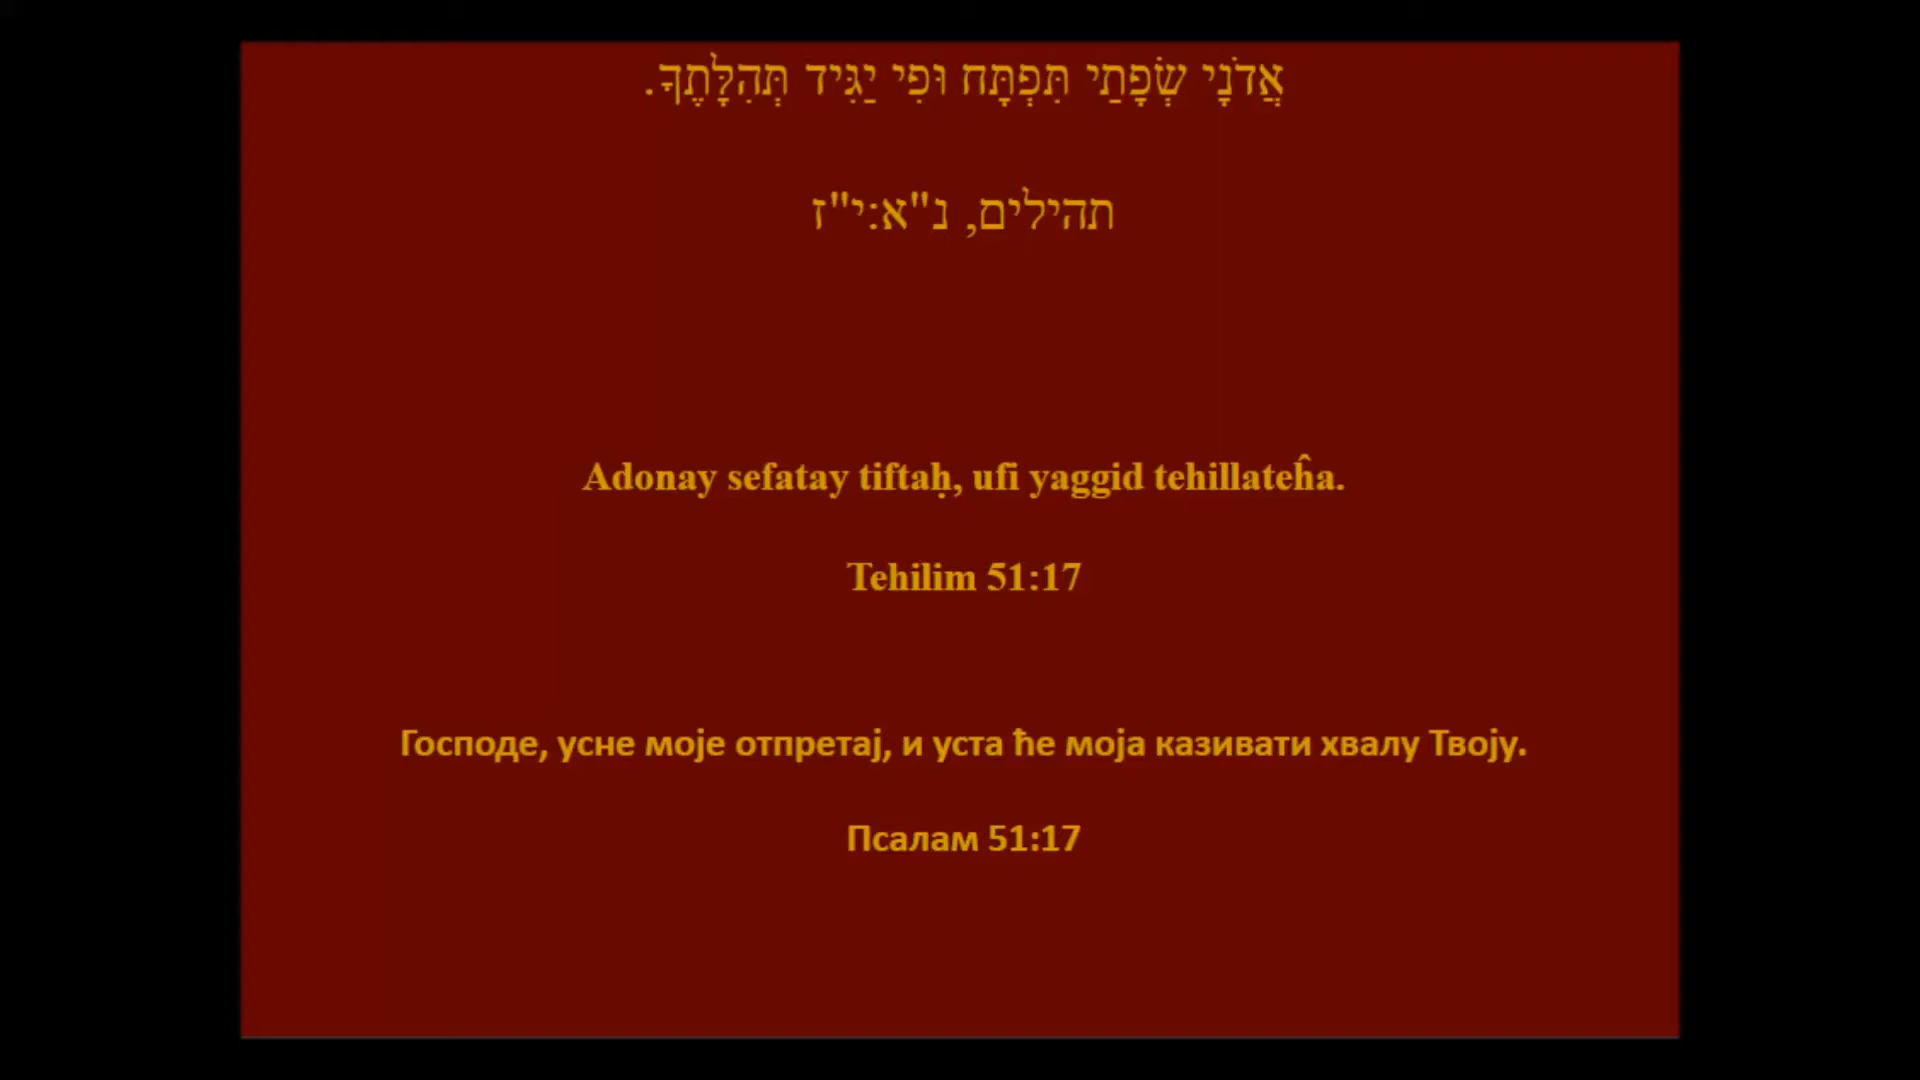 אֲדֹנָי שְׂפָתַי תִּפְתָּח וּפִי יַגִּיד תְּהִלָּתֶךָ.
תהילים, נ"א:י"ז
Adonay sefatay tiftaḥ, ufi yaggid tehillateĥa.
Tehilim 51:17
Господе, усне моје отпретај, и уста ће моја казивати хвалу Твоју.
Псалам 51:17